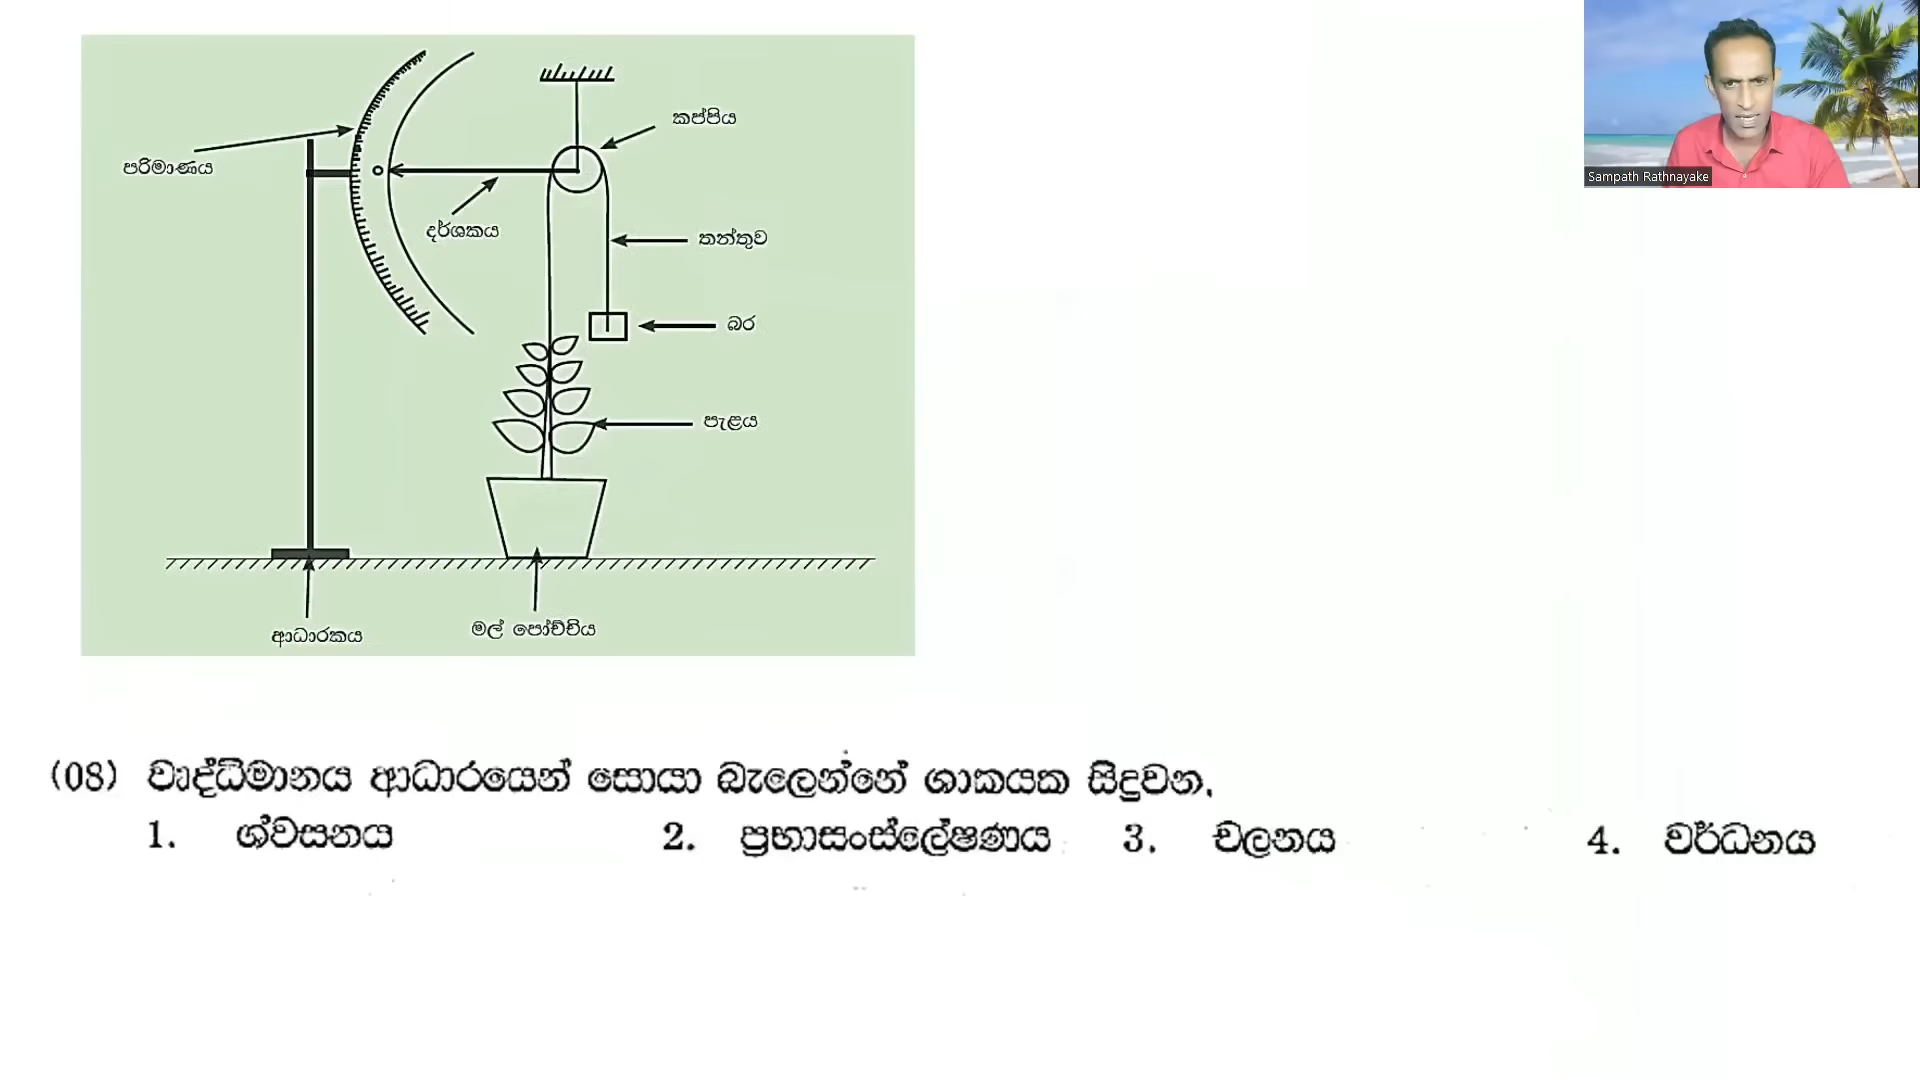 Sampath Rathnayake
කප්පිය
පරිමාණය
දර්ශකය
තන්තුව
බර
පැළය
ආධාරකය
මල් පෝච්චිය
(08) වෘද්ධිමානය ආධාරයෙන් සොයා බැලෙන්නේ ශාකයක සිදුවන,
1. ශ්වසනය 2. ප්‍රභාසංස්ලේෂණය 3. චලනය 4. වර්ධනය